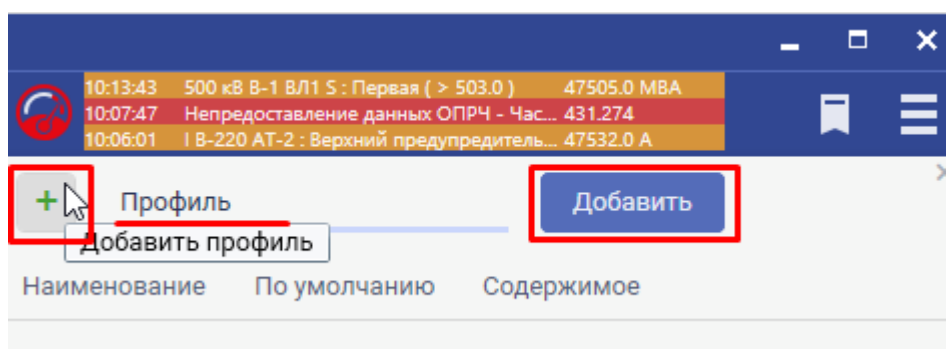 10:13:43 500 кВ В-1 ВЛ1 S : Первая ( > 503.0 ) 47505.0 МВА
10:07:47 Непредоставление данных ОПРЧ - Час... 431.274
10:06:01 I В-220 АТ-2 : Верхний предупредитель... 47532.0 А
+ Профиль Добавить
Добавить профиль
Наименование По умолчанию Содержимое